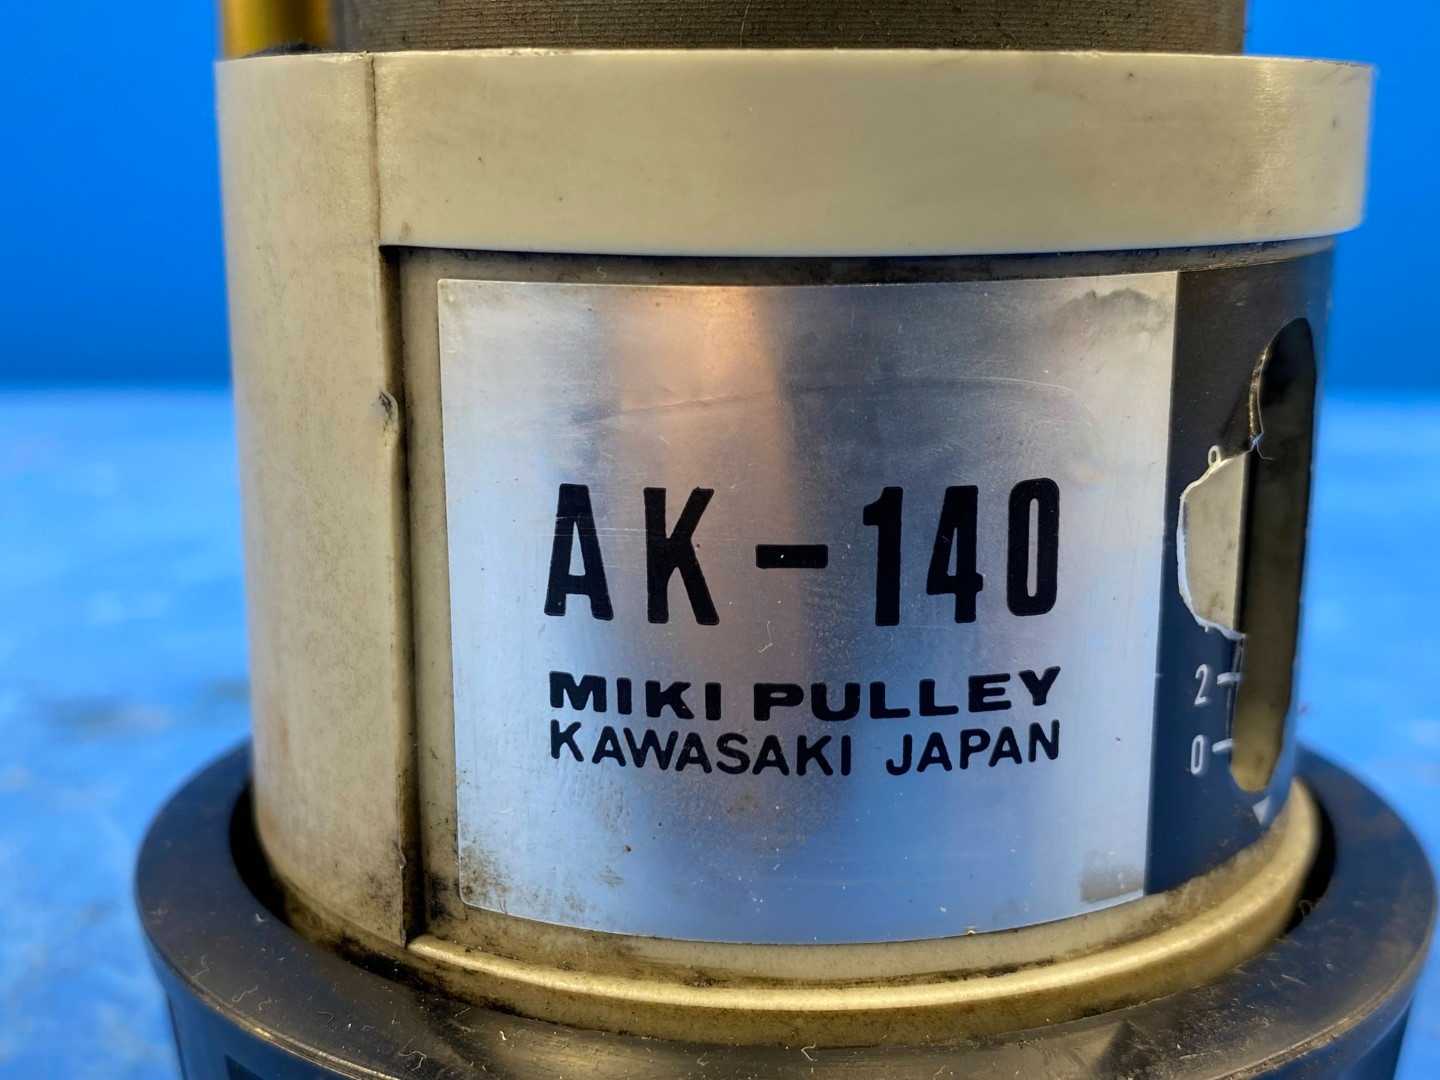 AK-140
MIKI PULLEY
KAWASAKI JAPAN
2
0